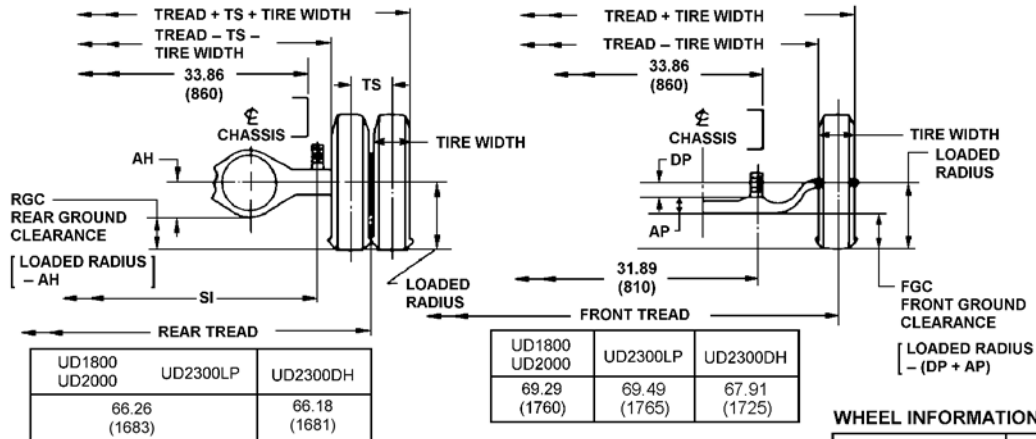 TREAD + TS + TIRE WIDTH
TREAD – TS –
TIRE WIDTH
33.86
(860)
TS
℄
CHASSIS
AH
TIRE WIDTH
RGC
REAR GROUND
CLEARANCE
[ LOADED RADIUS ]
– AH
LOADED
RADIUS
SI
REAR TREAD
UD1800
UD2000 UD2300LP UD2300DH
66.26
(1683)
66.18
(1681)
TREAD + TIRE WIDTH
TREAD – TIRE WIDTH
33.86
(860)
℄
CHASSIS
DP
TIRE WIDTH
LOADED
RADIUS
AP
31.89
(810)
FGC
FRONT GROUND
CLEARANCE
[ LOADED RADIUS
– (DP + AP)
FRONT TREAD
UD1800
UD2000 UD2300LP UD2300DH
69.29
(1760)
69.49
(1765)
67.91
(1725)
WHEEL INFORMATION